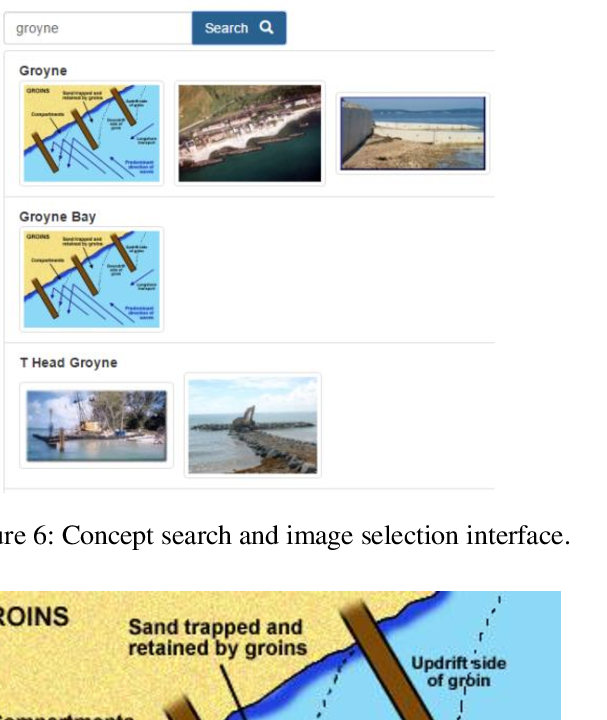 groyne
Search
Groyne
GROINS
Sand trapped and
retained by groins
Compartments
Updrift side
of groin
Downdrift
side of
groin
Longshore
transport
Predominant
direction of
waves
Groyne Bay
GROINS
Sand trapped and
retained by groins
Compartments
Updrift side
of groin
Downdrift
side of
groin
Longshore
transport
Predominant
direction of
waves
T Head Groyne
ure 6: Concept search and image selection interface.
ROINS
Sand trapped and
retained by groins
Updrift side
of groin
Compartments